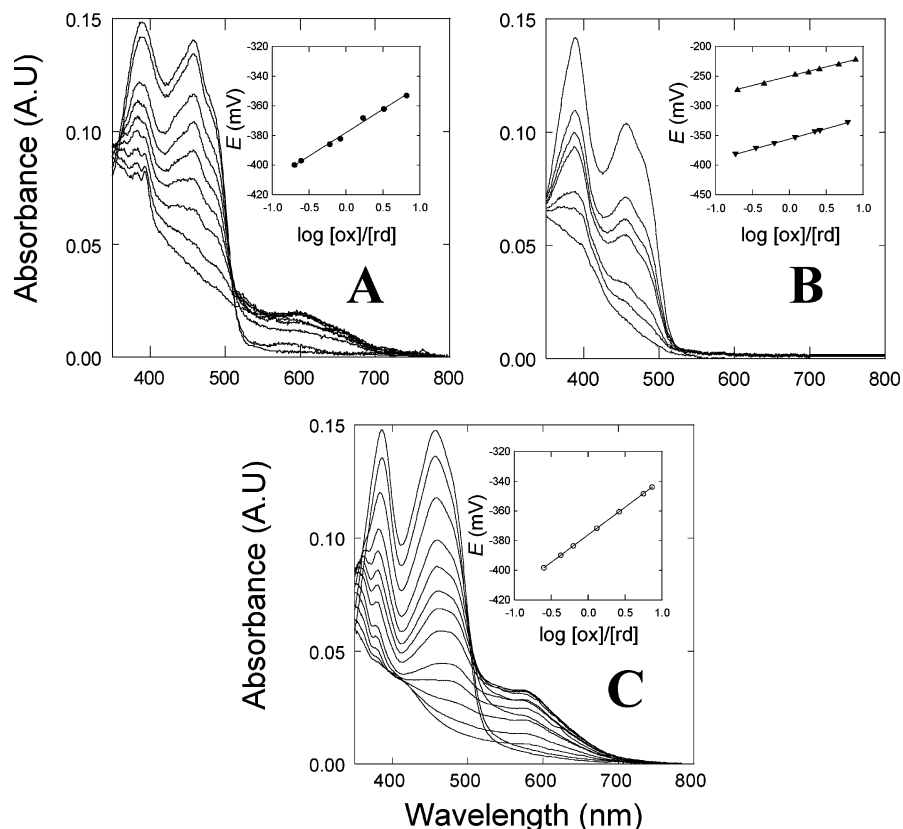 Absorbance (A.U)
0.15
0.10
0.05
0.00
400 500 600 700 800
E (mV)
-320
-340
-360
-380
-400
-420
-1.0 -0.5 0.0 0.5 1.0
log [ox]/[rd]
A
0.15
0.10
0.05
0.00
400 500 600 700 800
E (mV)
-200
-250
-300
-350
-400
-450
-1.0 -0.5 0.0 0.5 1.0
log [ox]/[rd]
B
Absorbance (A.U)
0.15
0.10
0.05
0.00
400 500 600 700 800
E (mV)
-320
-340
-360
-380
-400
-420
-1.0 -0.5 0.0 0.5 1.0
log [ox]/[rd]
C
Wavelength (nm)